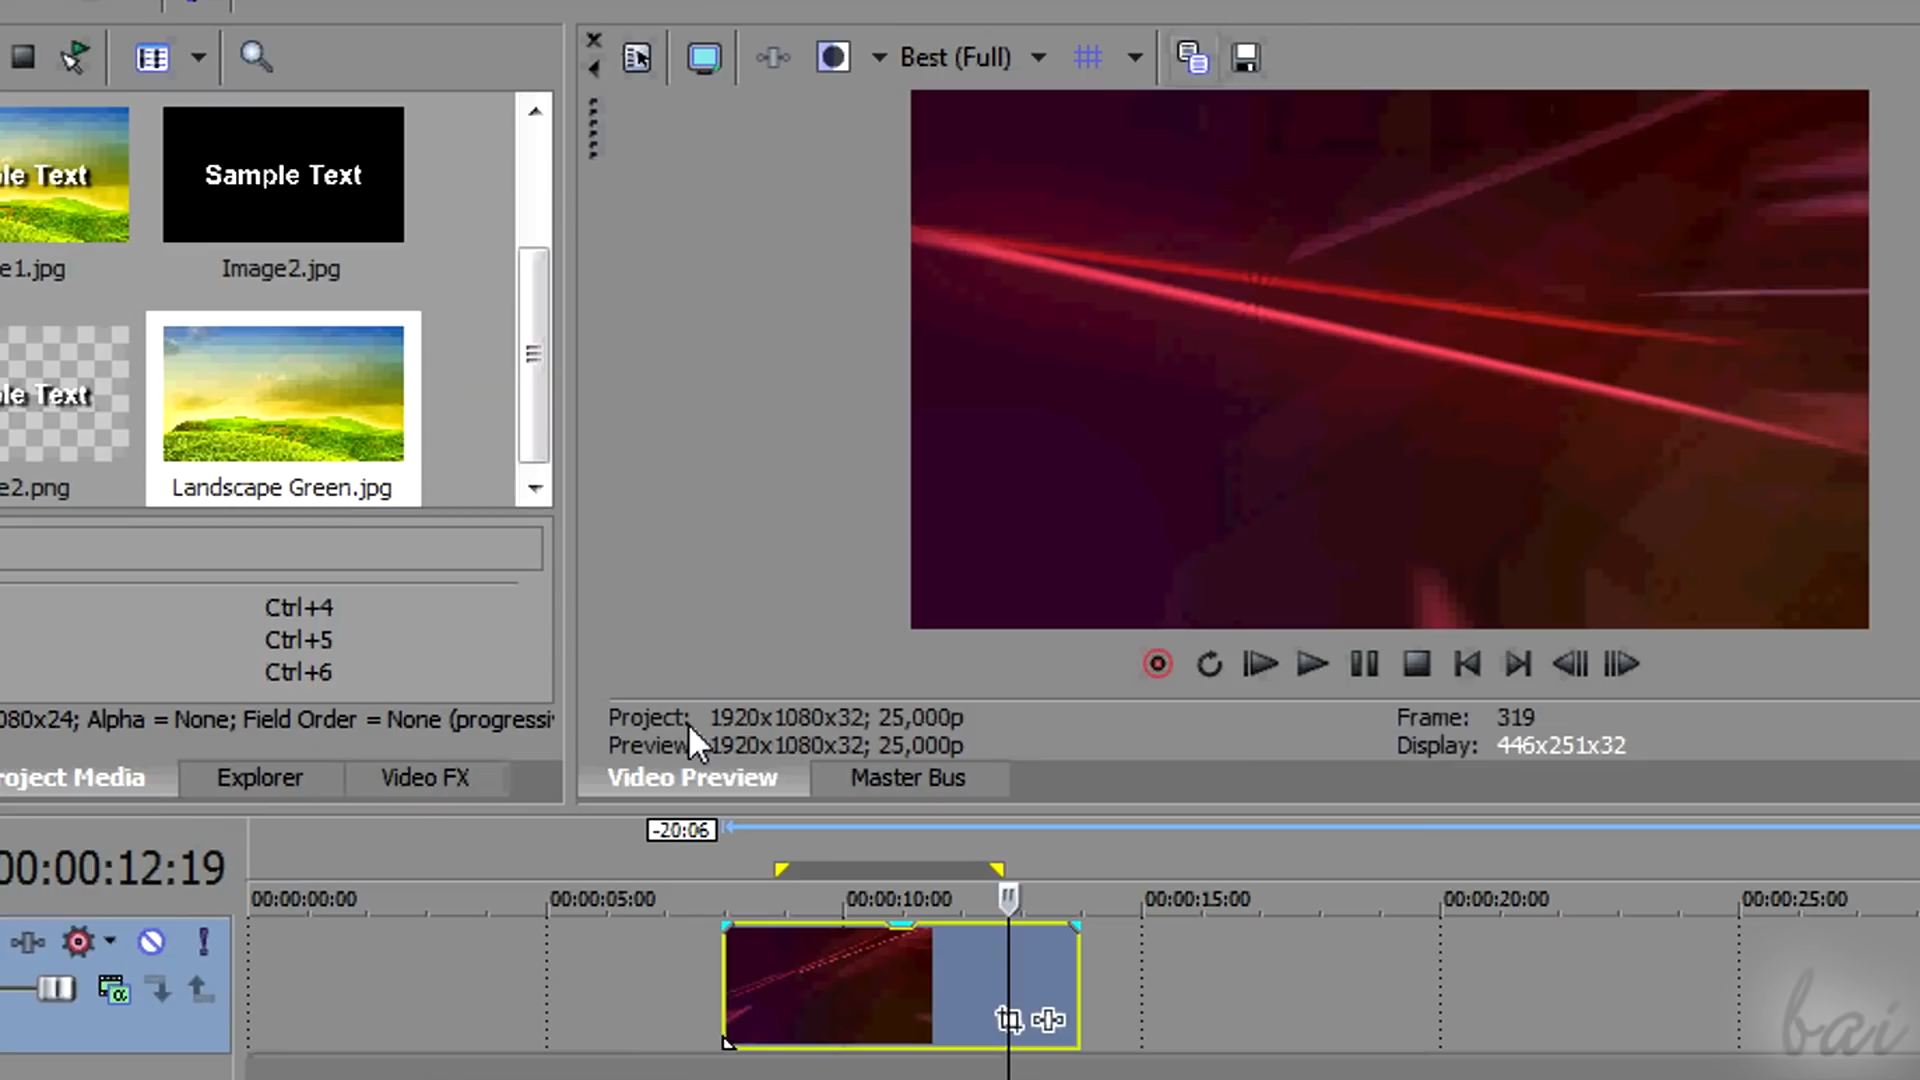 Best (Full)
le Text
Sample Text
e1.jpg
Image2.jpg
le Text
e2.png
Landscape Green.jpg
Ctrl+4
Ctrl+5
Ctrl+6
080x24; Alpha = None; Field Order = None (progressiv
Project: 1920x1080x32; 25,000p
Frame: 319
Preview 1920x1080x32; 25,000p
Display: 446x251x32
roject Media
Explorer
Video FX
Video Preview
Master Bus
-20:06
00:00:12:19
00:00:00:00
00:00:05:00
00:00:10:00
00:00:15:00
00:00:20:00
00:00:25:00
bai